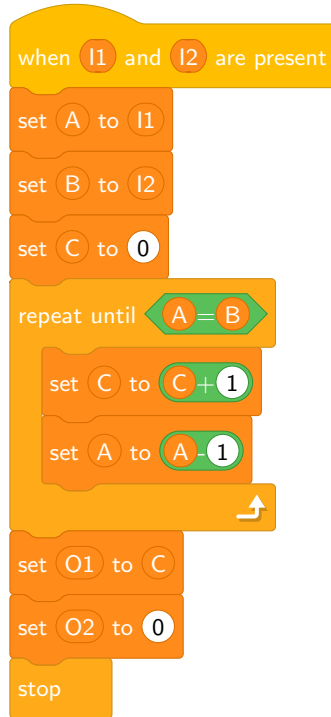 when I1 and I2 are present
set A to I1
set B to I2
set C to 0
repeat until A=B
set C to C+1
set A to A-1
set O1 to C
set O2 to 0
stop